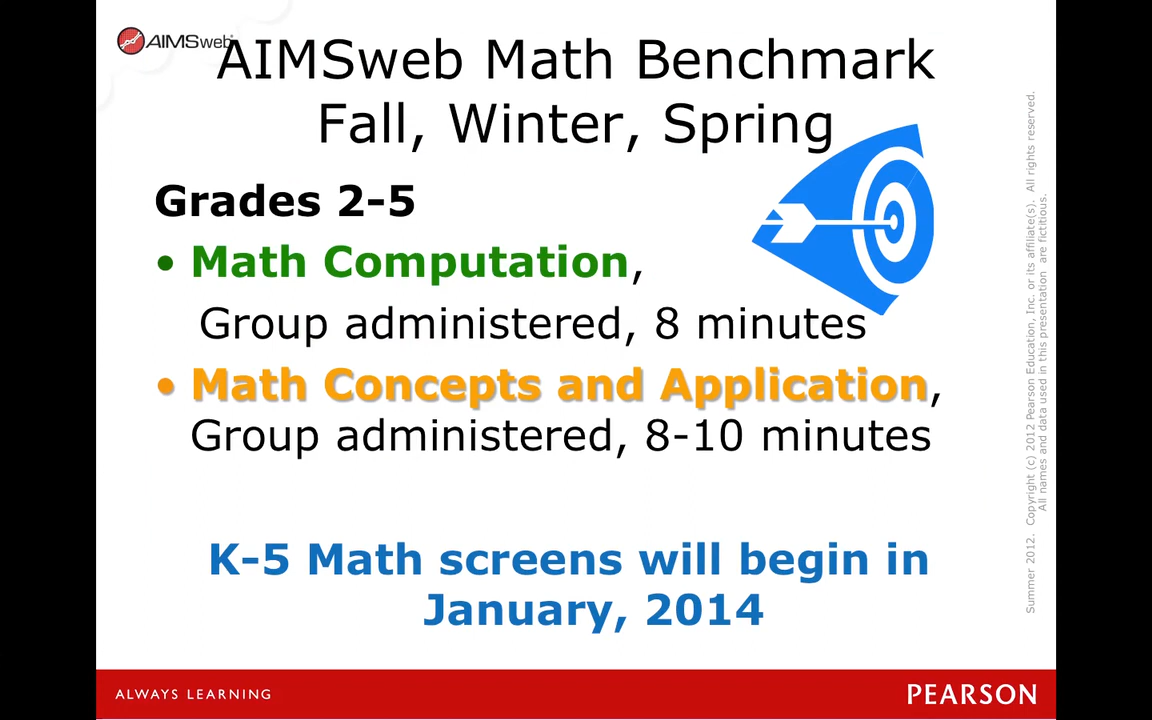 AIMSweb
AIMSweb Math Benchmark
Fall, Winter, Spring
Grades 2-5
• Math Computation,
Group administered, 8 minutes
• Math Concepts and Application,
Group administered, 8-10 minutes
K-5 Math screens will begin in
January, 2014
Summer 2012. Copyright (c) 2012 Pearson Education, Inc. or its affiliate(s). All rights reserved.
All names and data used in this presentation are fictitious.
ALWAYS LEARNING
PEARSON